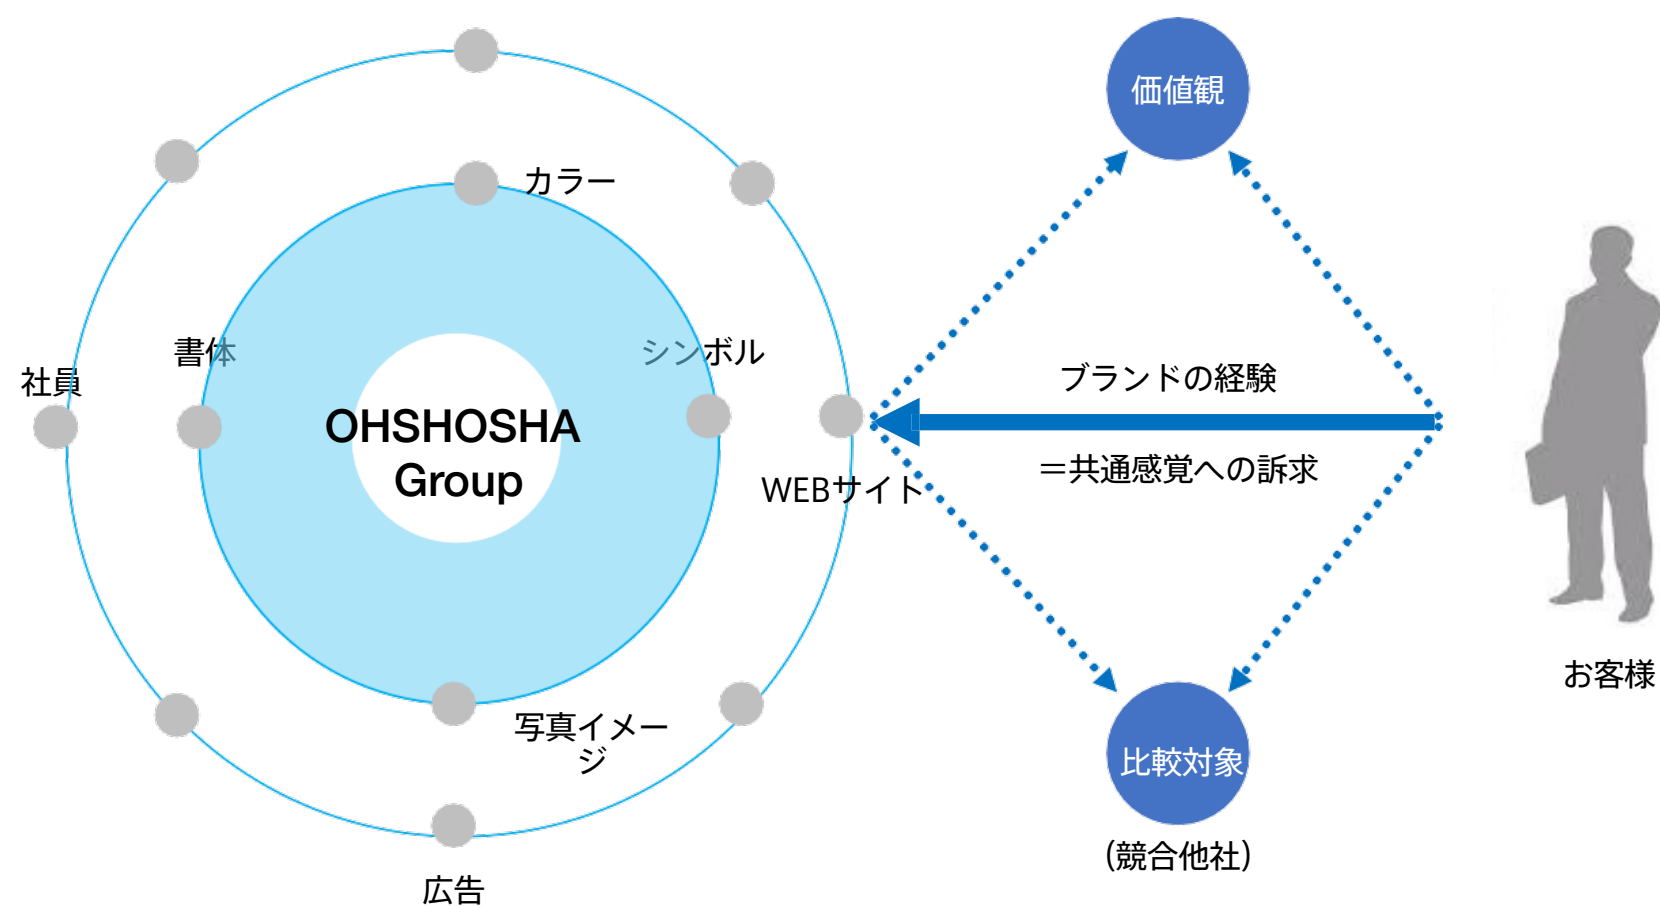 価値観
カラー
書体
シンボル
社員
ブランドの経験
OHSHOSHA
Group
=共通感覚への訴求
WEBサイト
お客様
写真イメー
ジ
比較対象
(競合他社)
広告